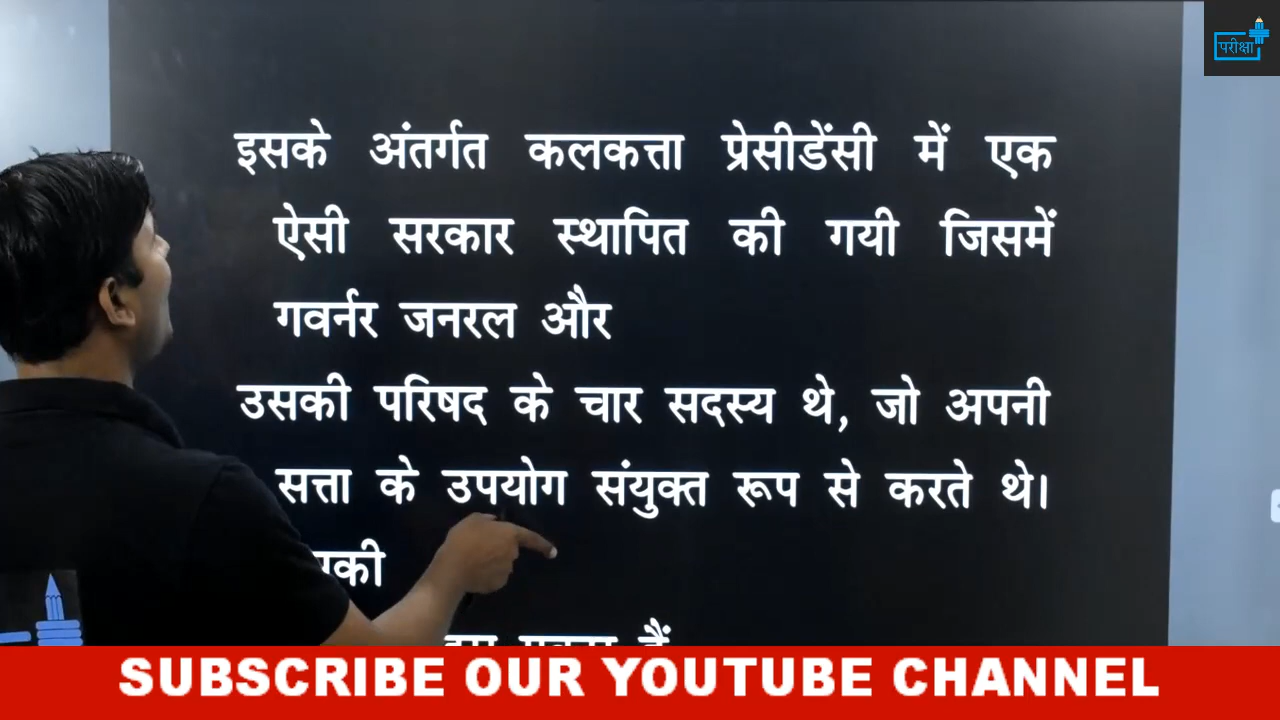 परीक्षा
इसके अंतर्गत कलकत्ता प्रेसीडेंसी में एक
ऐसी सरकार स्थापित की गयी जिसमें
गवर्नर जनरल और
उसकी परिषद के चार सदस्य थे, जो अपनी
सत्ता के उपयोग संयुक्त रूप से करते थे।
हैं
SUBSCRIBE OUR YOUTUBE CHANNEL